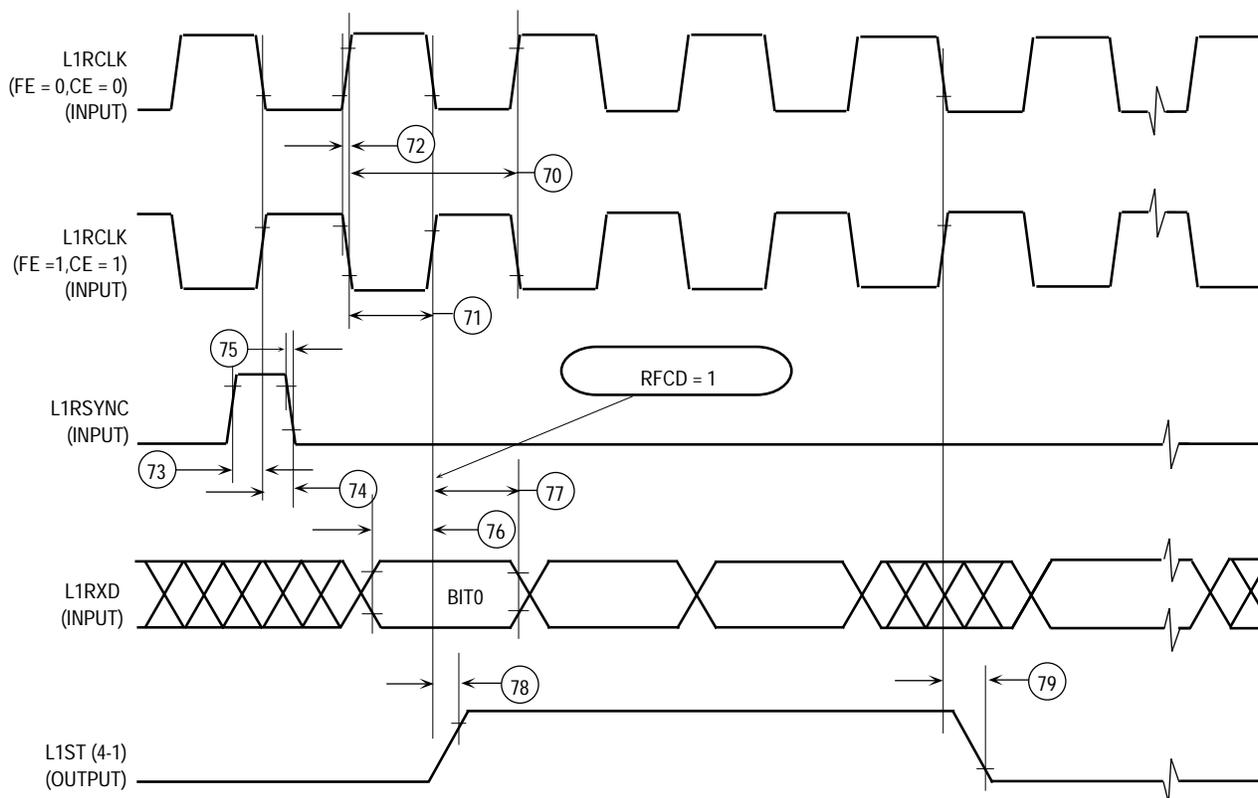 L1RCLK
(FE = 0,CE = 0)
(INPUT)
72
70
L1RCLK
(FE =1,CE = 1)
(INPUT)
71
75
RFCD = 1
L1RSYNC
(INPUT)
73
74
77
76
L1RXD
(INPUT)
BIT0
78
79
L1ST (4-1)
(OUTPUT)